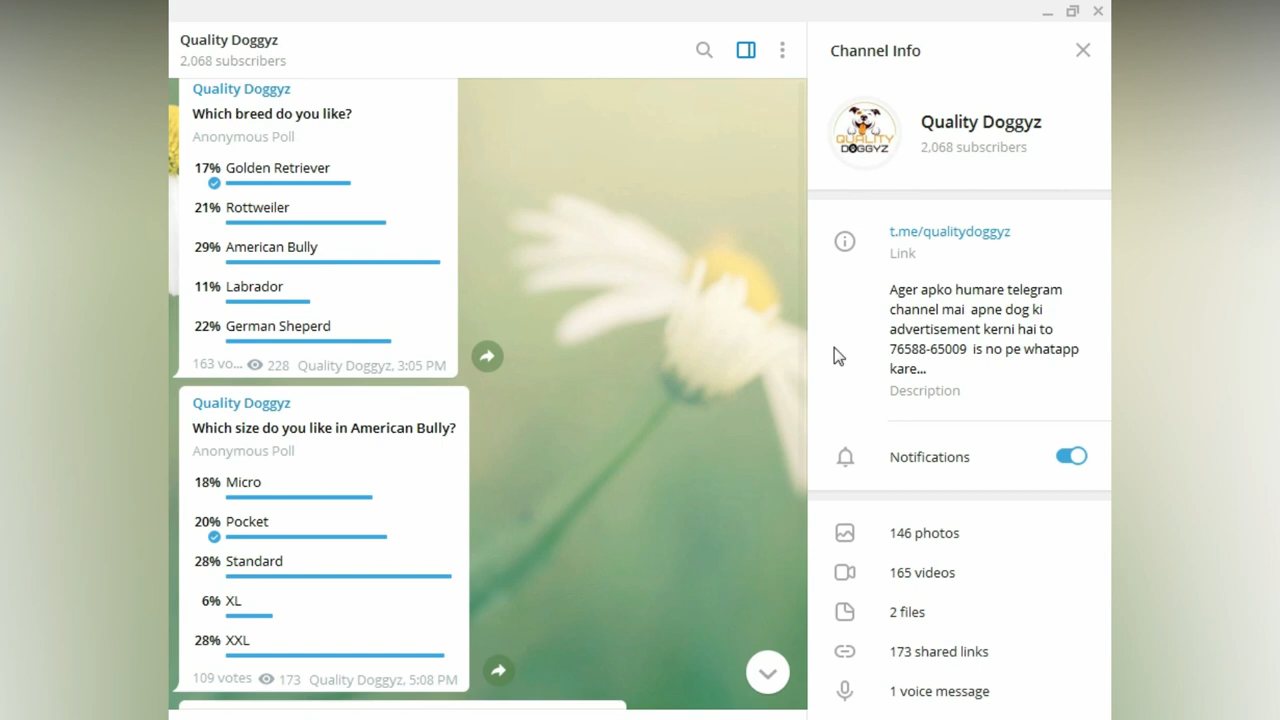 Quality Doggyz
2,068 subscribers
Quality Doggyz
Which breed do you like?
Anonymous Poll
17% Golden Retriever
21% Rottweiler
29% American Bully
11% Labrador
22% German Sheperd
163 vo... 228 Quality Doggyz, 3:05 PM
Quality Doggyz
Which size do you like in American Bully?
Anonymous Poll
18% Micro
20% Pocket
28% Standard
6% XL
28% XXL
109 votes 173 Quality Doggyz, 5:08 PM
Channel Info
QUALITY
DOGGYZ
Quality Doggyz
2,068 subscribers
t.me/qualitydoggyz
Link
Ager apko humare telegram
channel mai apne dog ki
advertisement kerni hai to
76588-65009 is no pe whatapp
kare...
Description
Notifications
146 photos
165 videos
2 files
173 shared links
1 voice message